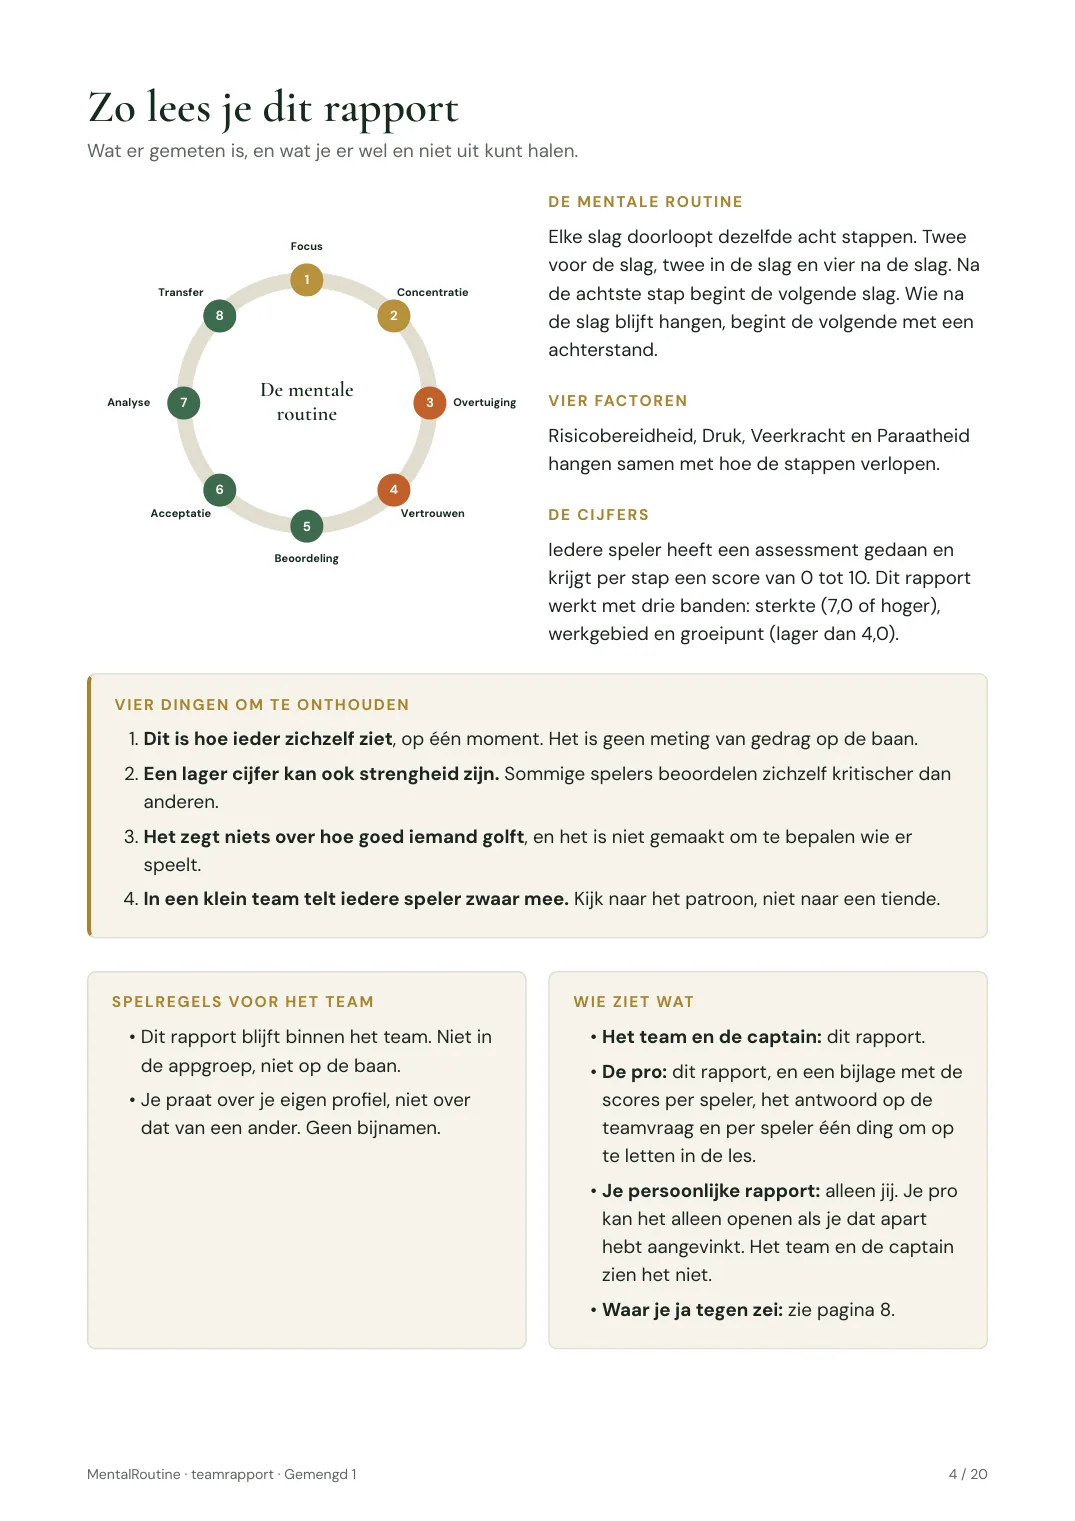 Zo lees je dit rapport
Wat er gemeten is, en wat je er wel en niet uit kunt halen.
Focus
1
Concentratie
2
Overtuiging
3
Vertrouwen
4
Beoordeling
5
Acceptatie
6
Analyse
7
Transfer
8
De mentale
routine
DE MENTALE ROUTINE
Elke slag doorloopt dezelfde acht stappen. Twee
voor de slag, twee in de slag en vier na de slag. Na
de achtste stap begint de volgende slag. Wie na
de slag blijft hangen, begint de volgende met een
achterstand.
VIER FACTOREN
Risicobereidheid, Druk, Veerkracht en Paraatheid
hangen samen met hoe de stappen verlopen.
DE CIJFERS
Iedere speler heeft een assessment gedaan en
krijgt per stap een score van 0 tot 10. Dit rapport
werkt met drie banden: sterkte (7,0 of hoger),
werkgebied en groeipunt (lager dan 4,0).
VIER DINGEN OM TE ONTHOUDEN
1. Dit is hoe ieder zichzelf ziet, op één moment. Het is geen meting van gedrag op de baan.
2. Een lager cijfer kan ook strengheid zijn. Sommige spelers beoordelen zichzelf kritischer dan
anderen.
3. Het zegt niets over hoe goed iemand golft, en het is niet gemaakt om te bepalen wie er
speelt.
4. In een klein team telt iedere speler zwaar mee. Kijk naar het patroon, niet naar een tiende.
SPELREGELS VOOR HET TEAM
• Dit rapport blijft binnen het team. Niet in
de appgroep, niet op de baan.
• Je praat over je eigen profiel, niet over
dat van een ander. Geen bijnamen.
WIE ZIET WAT
• Het team en de captain: dit rapport.
• De pro: dit rapport, en een bijlage met de
scores per speler, het antwoord op de
teamvraag en per speler één ding om op
te letten in de les.
• Je persoonlijke rapport: alleen jij. Je pro
kan het alleen openen als je dat apart
hebt aangevinkt. Het team en de captain
zien het niet.
• Waar je ja tegen zei: zie pagina 8.
MentalRoutine · teamrapport · Gemengd 1
4 / 20